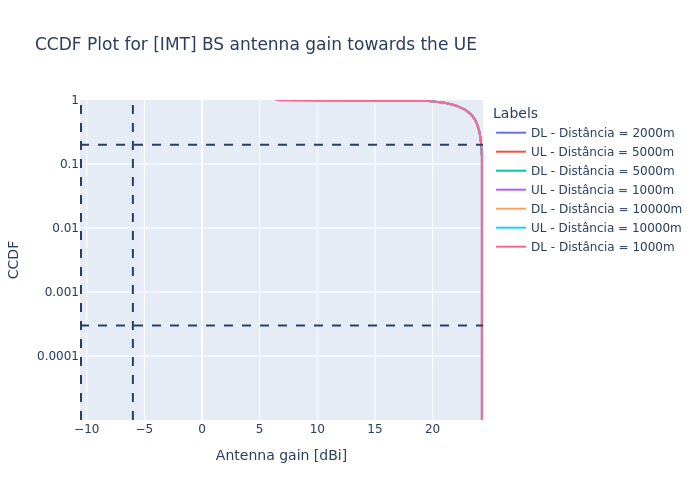 CCDF Plot for [IMT] BS antenna gain towards the UE
Labels
DL - Distância = 2000m
UL - Distância = 5000m
DL - Distância = 5000m
UL - Distância = 1000m
DL - Distância = 10000m
UL - Distância = 10000m
DL - Distância = 1000m
CCDF
1
0.1
0.01
0.001
0.0001
−10
−5
0
5
10
15
20
Antenna gain [dBi]